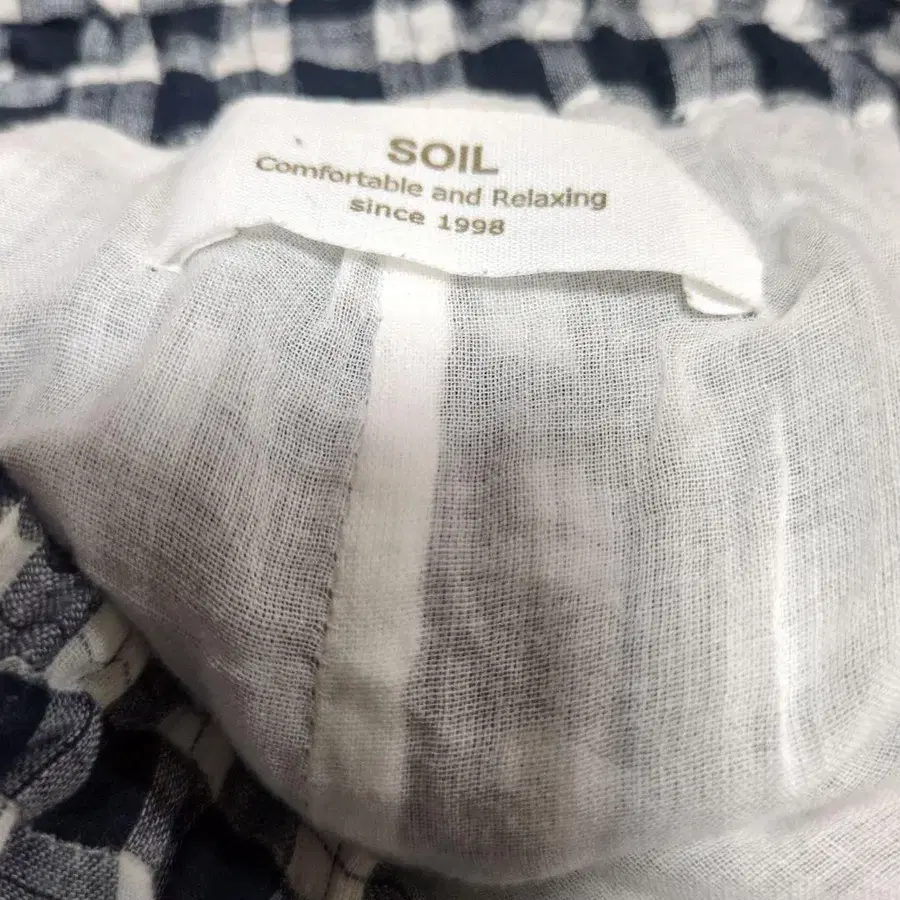 SOIL
Comfortable and Relaxing
since 1998